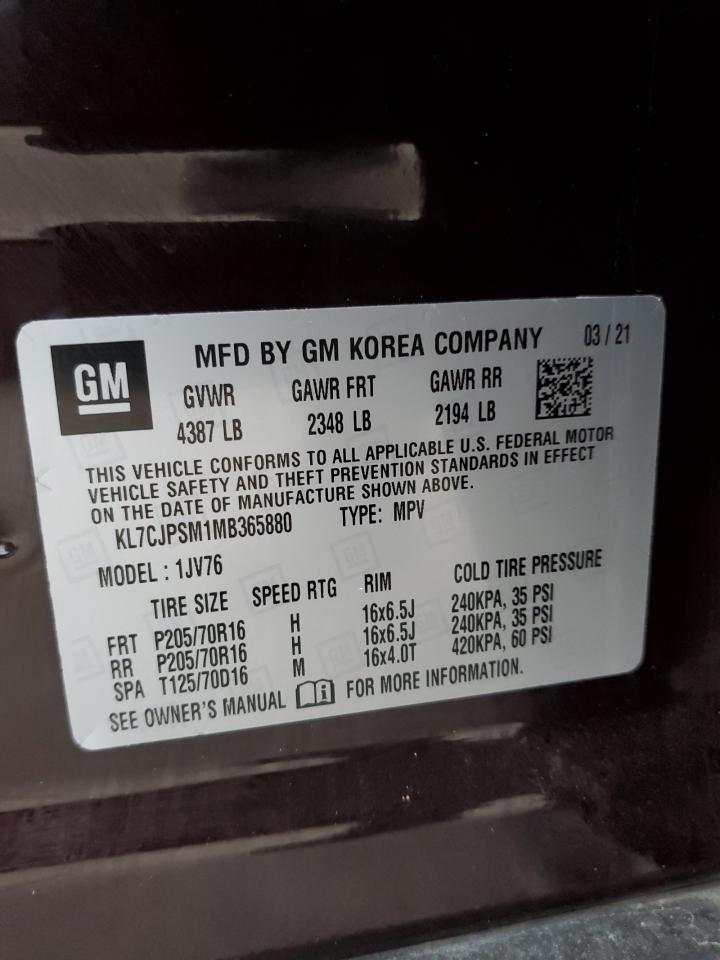 GM
MFD BY GM KOREA COMPANY 03 / 21
GVWR GAWR FRT GAWR RR
4387 LB 2348 LB 2194 LB
THIS VEHICLE CONFORMS TO ALL APPLICABLE U.S. FEDERAL MOTOR
VEHICLE SAFETY AND THEFT PREVENTION STANDARDS IN EFFECT
ON THE DATE OF MANUFACTURE SHOWN ABOVE.
KL7CJPSM1MB365880 TYPE: MPV
MODEL : 1JV76
TIRE SIZE SPEED RTG RIM COLD TIRE PRESSURE
FRT P205/70R16 H 16x6.5J 240KPA, 35 PSI
RR P205/70R16 H 16x6.5J 240KPA, 35 PSI
SPA T125/70D16 M 16x4.0T 420KPA, 60 PSI
SEE OWNER'S MANUAL i FOR MORE INFORMATION.